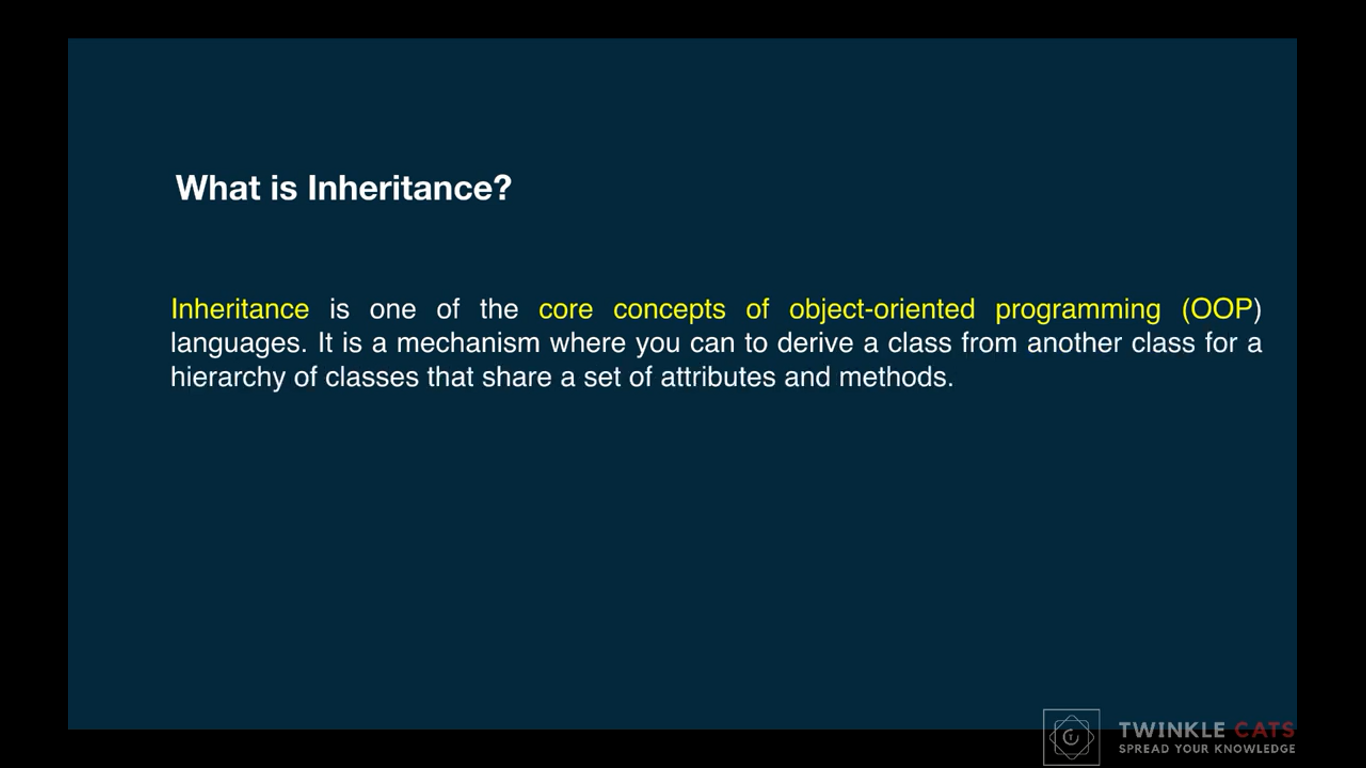 What is Inheritance?
Inheritance is one of the core concepts of object-oriented programming (OOP)
languages. It is a mechanism where you can to derive a class from another class for a
hierarchy of classes that share a set of attributes and methods.
TWINKLE CATS
SPREAD YOUR KNOWLEDGE